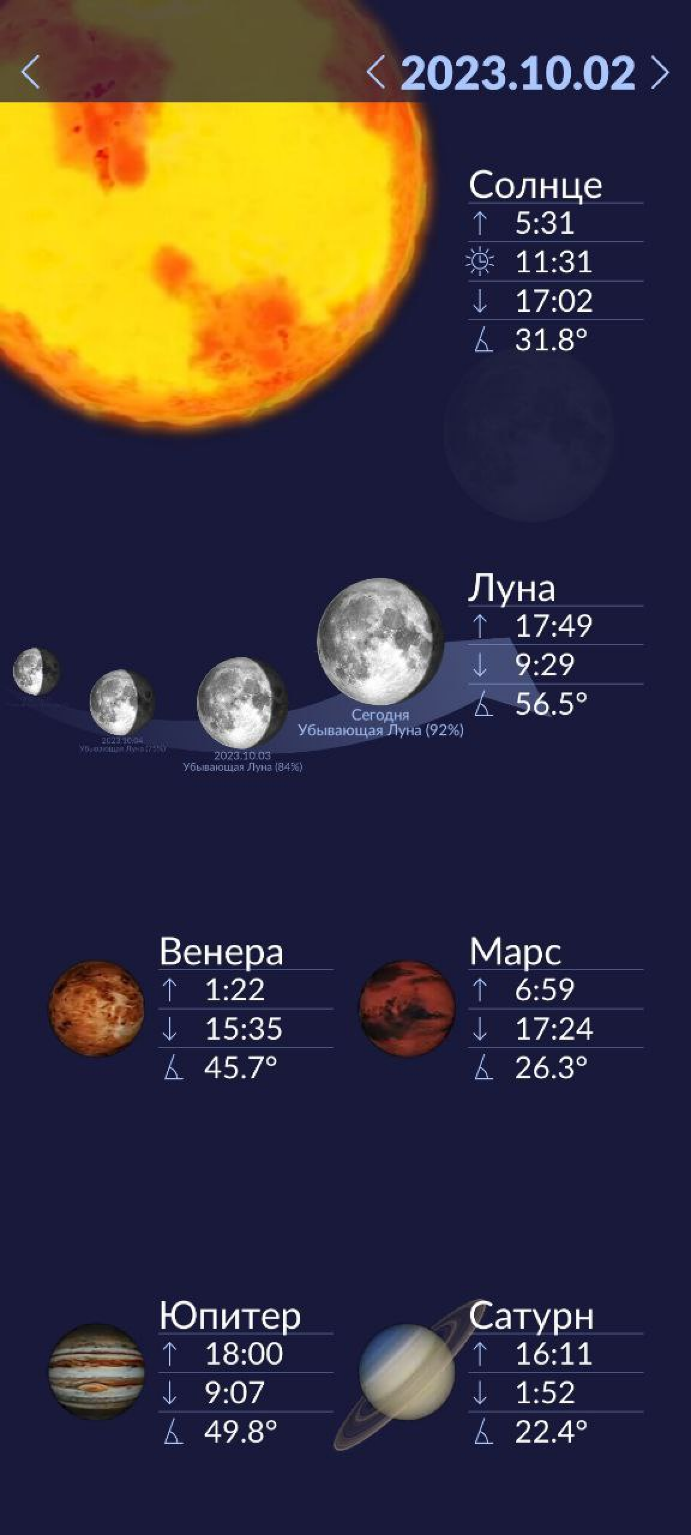 2023.10.02
Солнце
5:31
11:31
17:02
31.8°
Луна
17:49
9:29
56.5°
Сегодня
Убывающая Луна (92%)
2023.10.03
Убывающая Луна (84%)
2023.10.04
Убывающая Луна
Венера
1:22
15:35
45.7°
Марс
6:59
17:24
26.3°
Юпитер
18:00
9:07
49.8°
Сатурн
16:11
1:52
22.4°